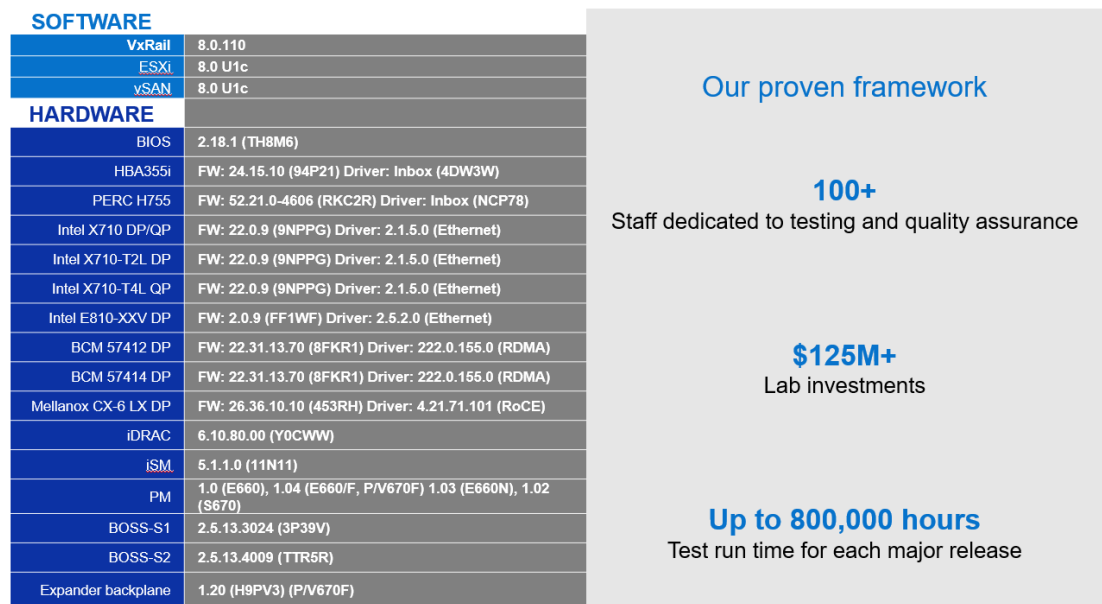 SOFTWARE
VxRail 8.0.110
ESXi 8.0 U1c
vSAN 8.0 U1c
HARDWARE
BIOS 2.18.1 (TH8M6)
HBA355i FW: 24.15.10 (94P21) Driver: Inbox (4DW3W)
PERC H755 FW: 52.21.0-4606 (RKC2R) Driver: Inbox (NCP78)
Intel X710 DP/QP FW: 22.0.9 (9NPPG) Driver: 2.1.5.0 (Ethernet)
Intel X710-T2L DP FW: 22.0.9 (9NPPG) Driver: 2.1.5.0 (Ethernet)
Intel X710-T4L QP FW: 22.0.9 (9NPPG) Driver: 2.1.5.0 (Ethernet)
Intel E810-XXV DP FW: 2.0.9 (FF1WF) Driver: 2.5.2.0 (Ethernet)
BCM 57412 DP FW: 22.31.13.70 (8FKR1) Driver: 222.0.155.0 (RDMA)
BCM 57414 DP FW: 22.31.13.70 (8FKR1) Driver: 222.0.155.0 (RDMA)
Mellanox CX-6 LX DP FW: 26.36.10.10 (453RH) Driver: 4.21.71.101 (RoCE)
iDRAC 6.10.80.00 (Y0CWW)
iSM 5.1.1.0 (11N11)
PM 1.0 (E660), 1.04 (E660/F, P/V670F) 1.03 (E660N), 1.02
(S670)
BOSS-S1 2.5.13.3024 (3P39V)
BOSS-S2 2.5.13.4009 (TTR5R)
Expander backplane 1.20 (H9PV3) (P/V670F)
Our proven framework
100+
Staff dedicated to testing and quality assurance
$125M+
Lab investments
Up to 800,000 hours
Test run time for each major release